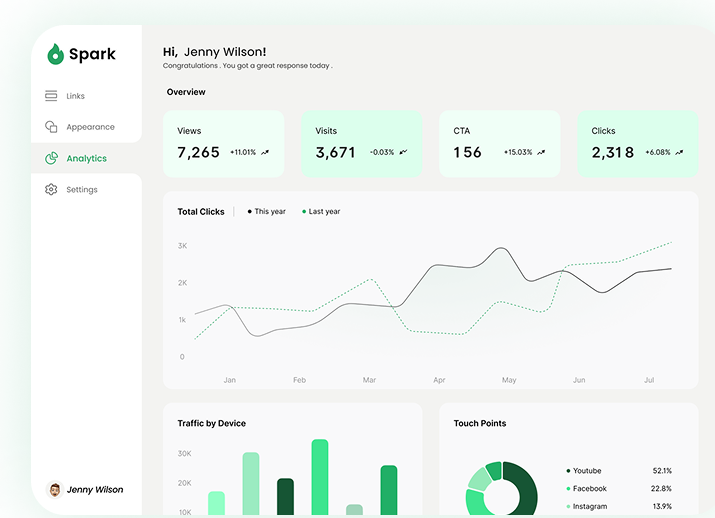 Spark
Links
Appearance
Analytics
Settings
Jenny Wilson
Hi, Jenny Wilson!
Congratulations . You got a great response today .
Overview
Views
7,265 +11.01%
Visits
3,671 -0.03%
CTA
156 +15.03%
Clicks
2,318 +6.08%
Total Clicks This year Last year
3K
2K
1k
0
Jan Feb Mar Apr May Jun Jul
Traffic by Device
30K
20K
10K
Touch Points
Youtube 52.1%
Facebook 22.8%
Instagram 13.9%